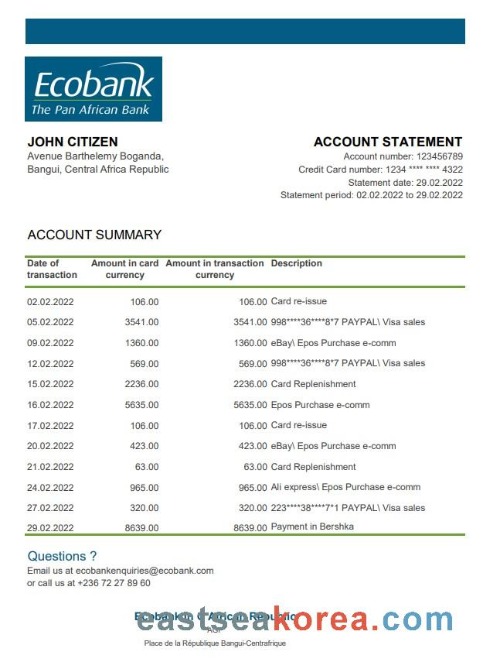 Ecobank
The Pan African Bank
JOHN CITIZEN
Avenue Barthelemy Boganda,
Bangui, Central Africa Republic
ACCOUNT STATEMENT
Account number: 123456789
Credit Card number: 1234 **** **** 4322
Statement date: 29.02.2022
Statement period: 02.02.2022 to 29.02.2022
ACCOUNT SUMMARY
Date of transaction Amount in card currency Amount in transaction currency Description
02.02.2022 106.00 106.00 Card re-issue
05.02.2022 3541.00 3541.00 998****36****8*7 PAYPAL\ Visa sales
09.02.2022 1360.00 1360.00 eBay\ Epos Purchase e-comm
12.02.2022 569.00 569.00 998****36****8*7 PAYPAL\ Visa sales
15.02.2022 2236.00 2236.00 Card Replenishment
16.02.2022 5635.00 5635.00 Epos Purchase e-comm
17.02.2022 106.00 106.00 Card re-issue
20.02.2022 423.00 423.00 eBay\ Epos Purchase e-comm
21.02.2022 63.00 63.00 Card Replenishment
24.02.2022 965.00 965.00 Ali express\ Epos Purchase e-comm
27.02.2022 320.00 320.00 223****38****7*1 PAYPAL\ Visa sales
29.02.2022 8639.00 8639.00 Payment in Bershka
Questions ?
Email us at ecobankenquiries@ecobank.com
or call us at +236 72 27 89 60
eastseakorea.com
Place de la République Bangui-Centrafrique